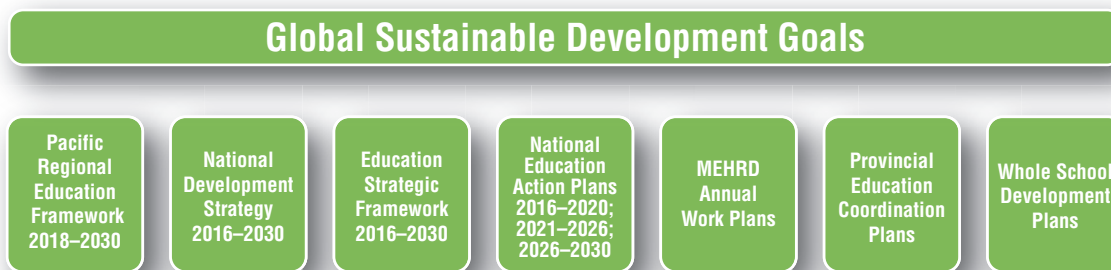 Global Sustainable Development Goals
Pacific
Regional
Education
Framework
2018–2030
National
Development
Strategy
2016–2030
Education
Strategic
Framework
2016–2030
National
Education
Action Plans
2016–2020;
2021–2026;
2026–2030
MEHRD
Annual
Work Plans
Provincial
Education
Coordination
Plans
Whole School
Development
Plans